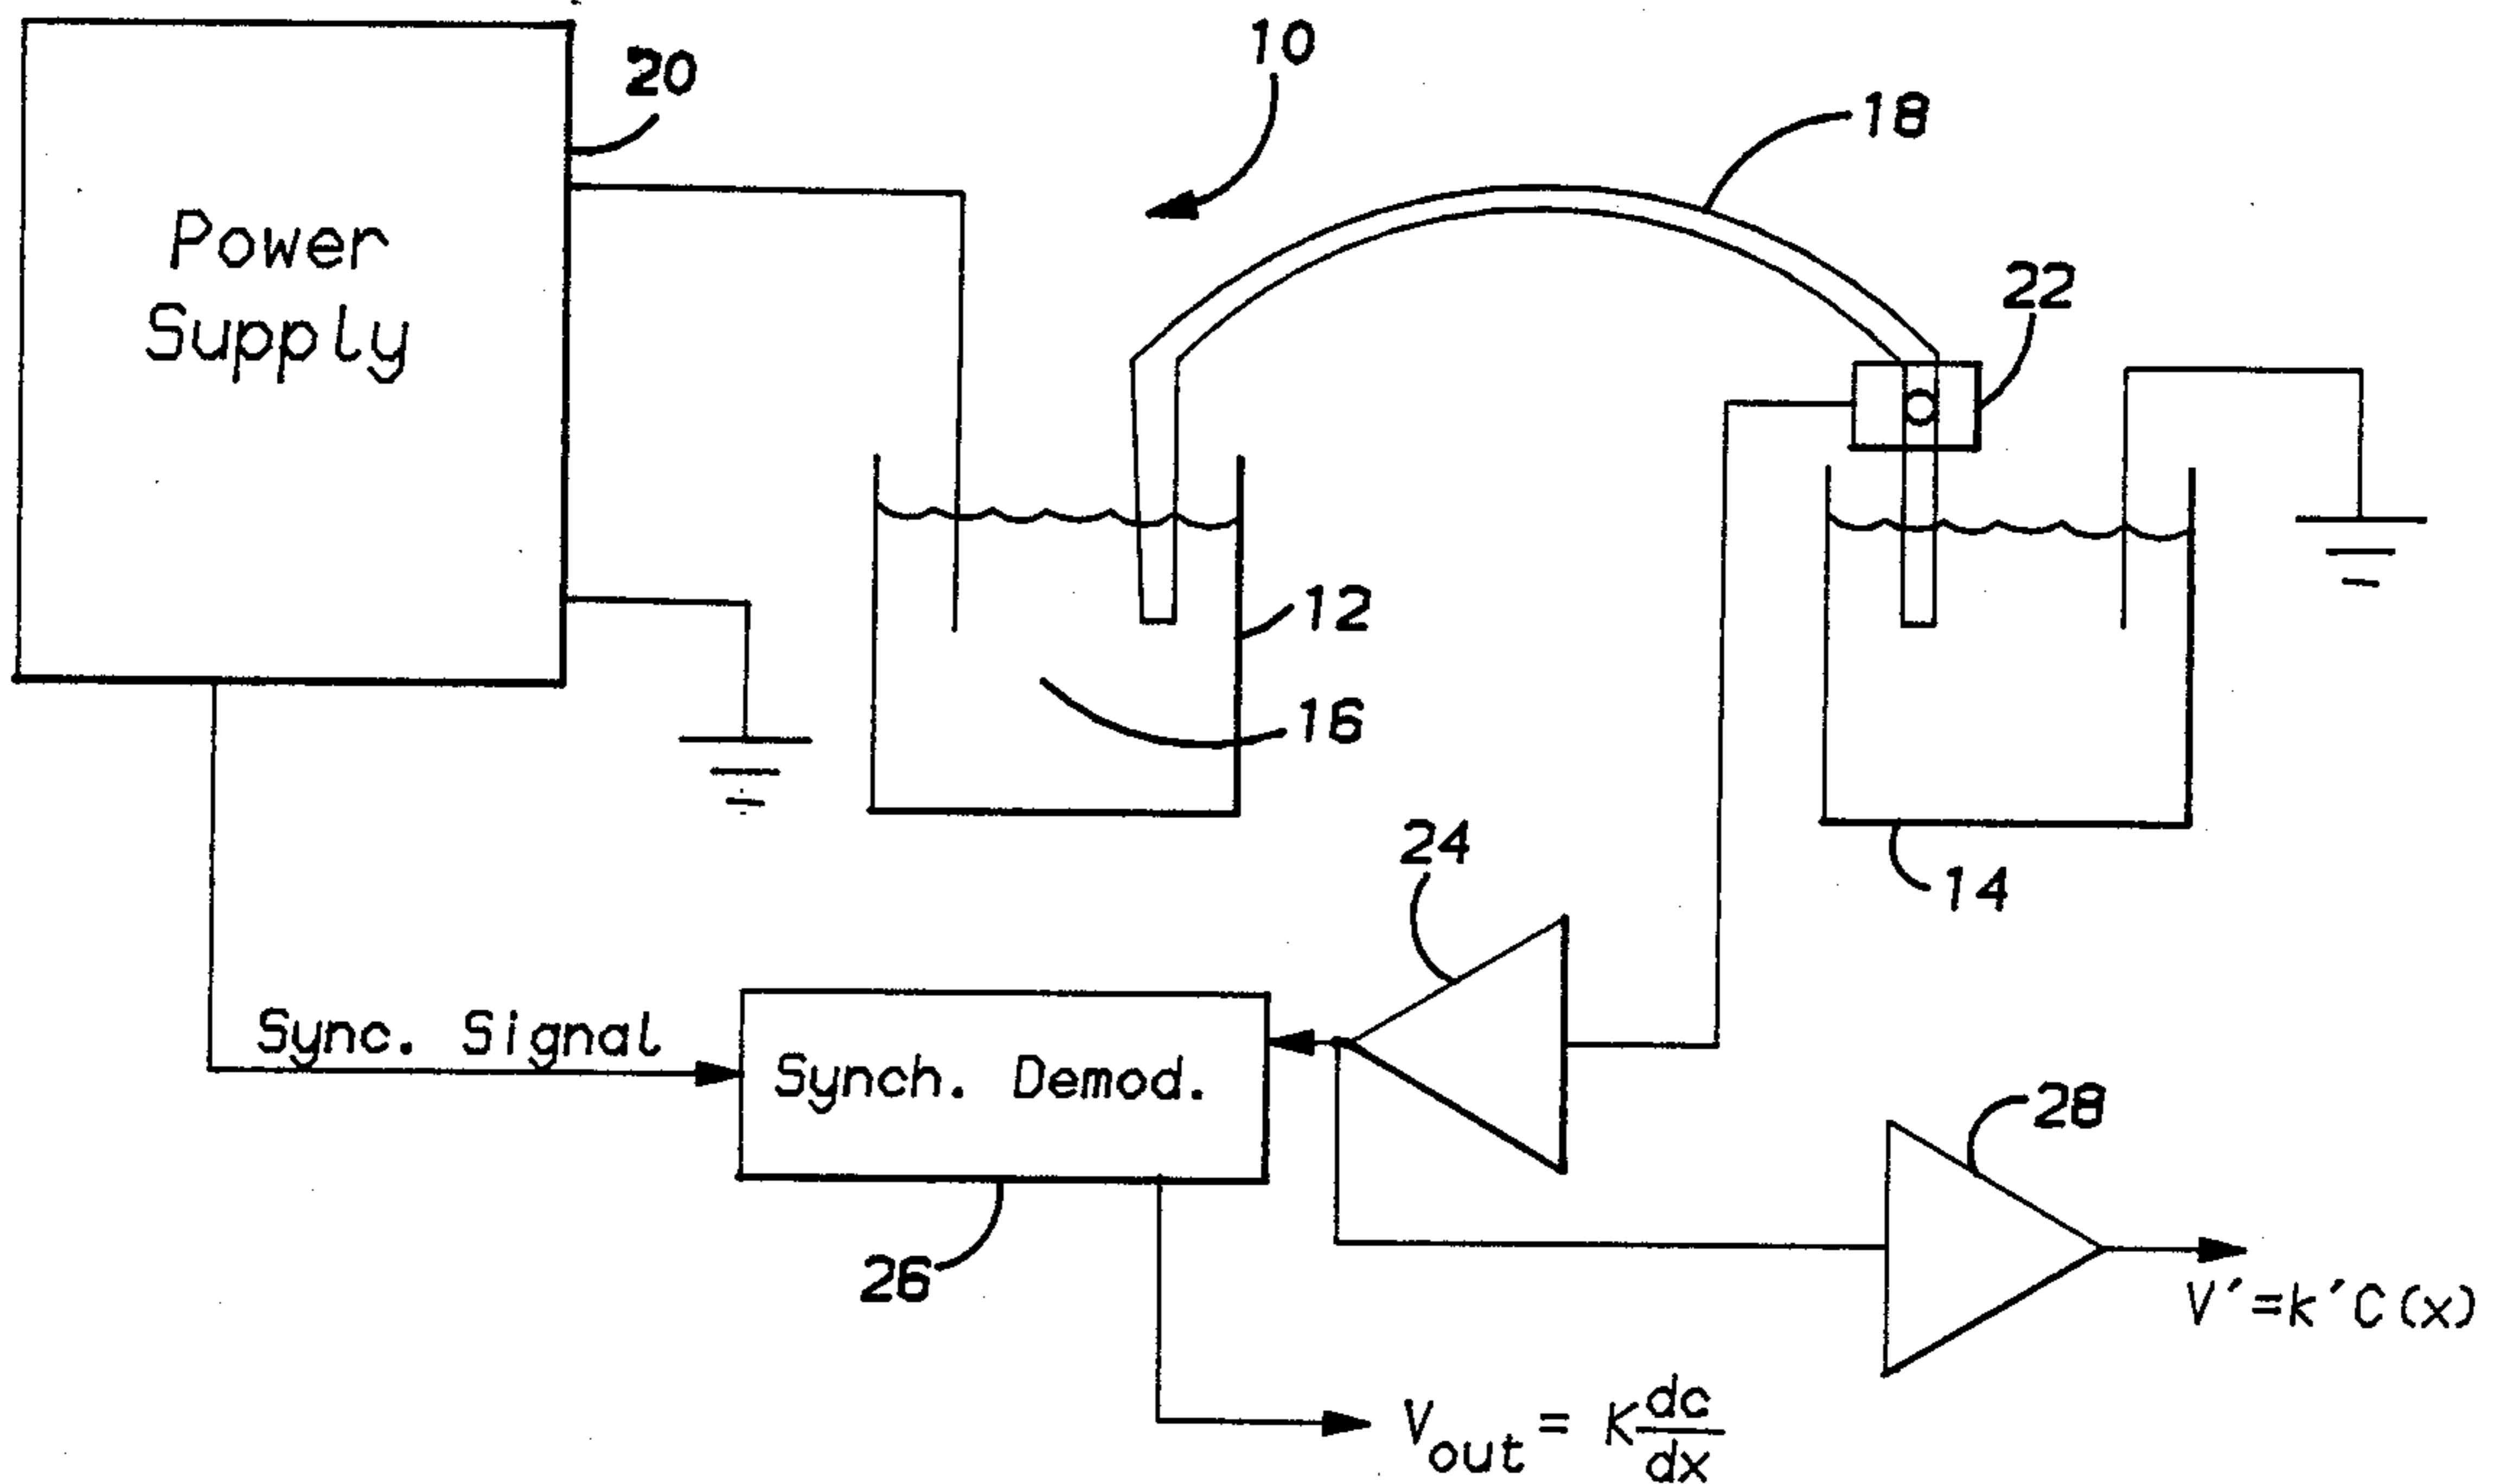 10
20
18
Power
Supply
22
12
16
24
14
Sync. Signal
Synch. Demod.
28
26
V'=k'C(x)
Vout = K dc/dx